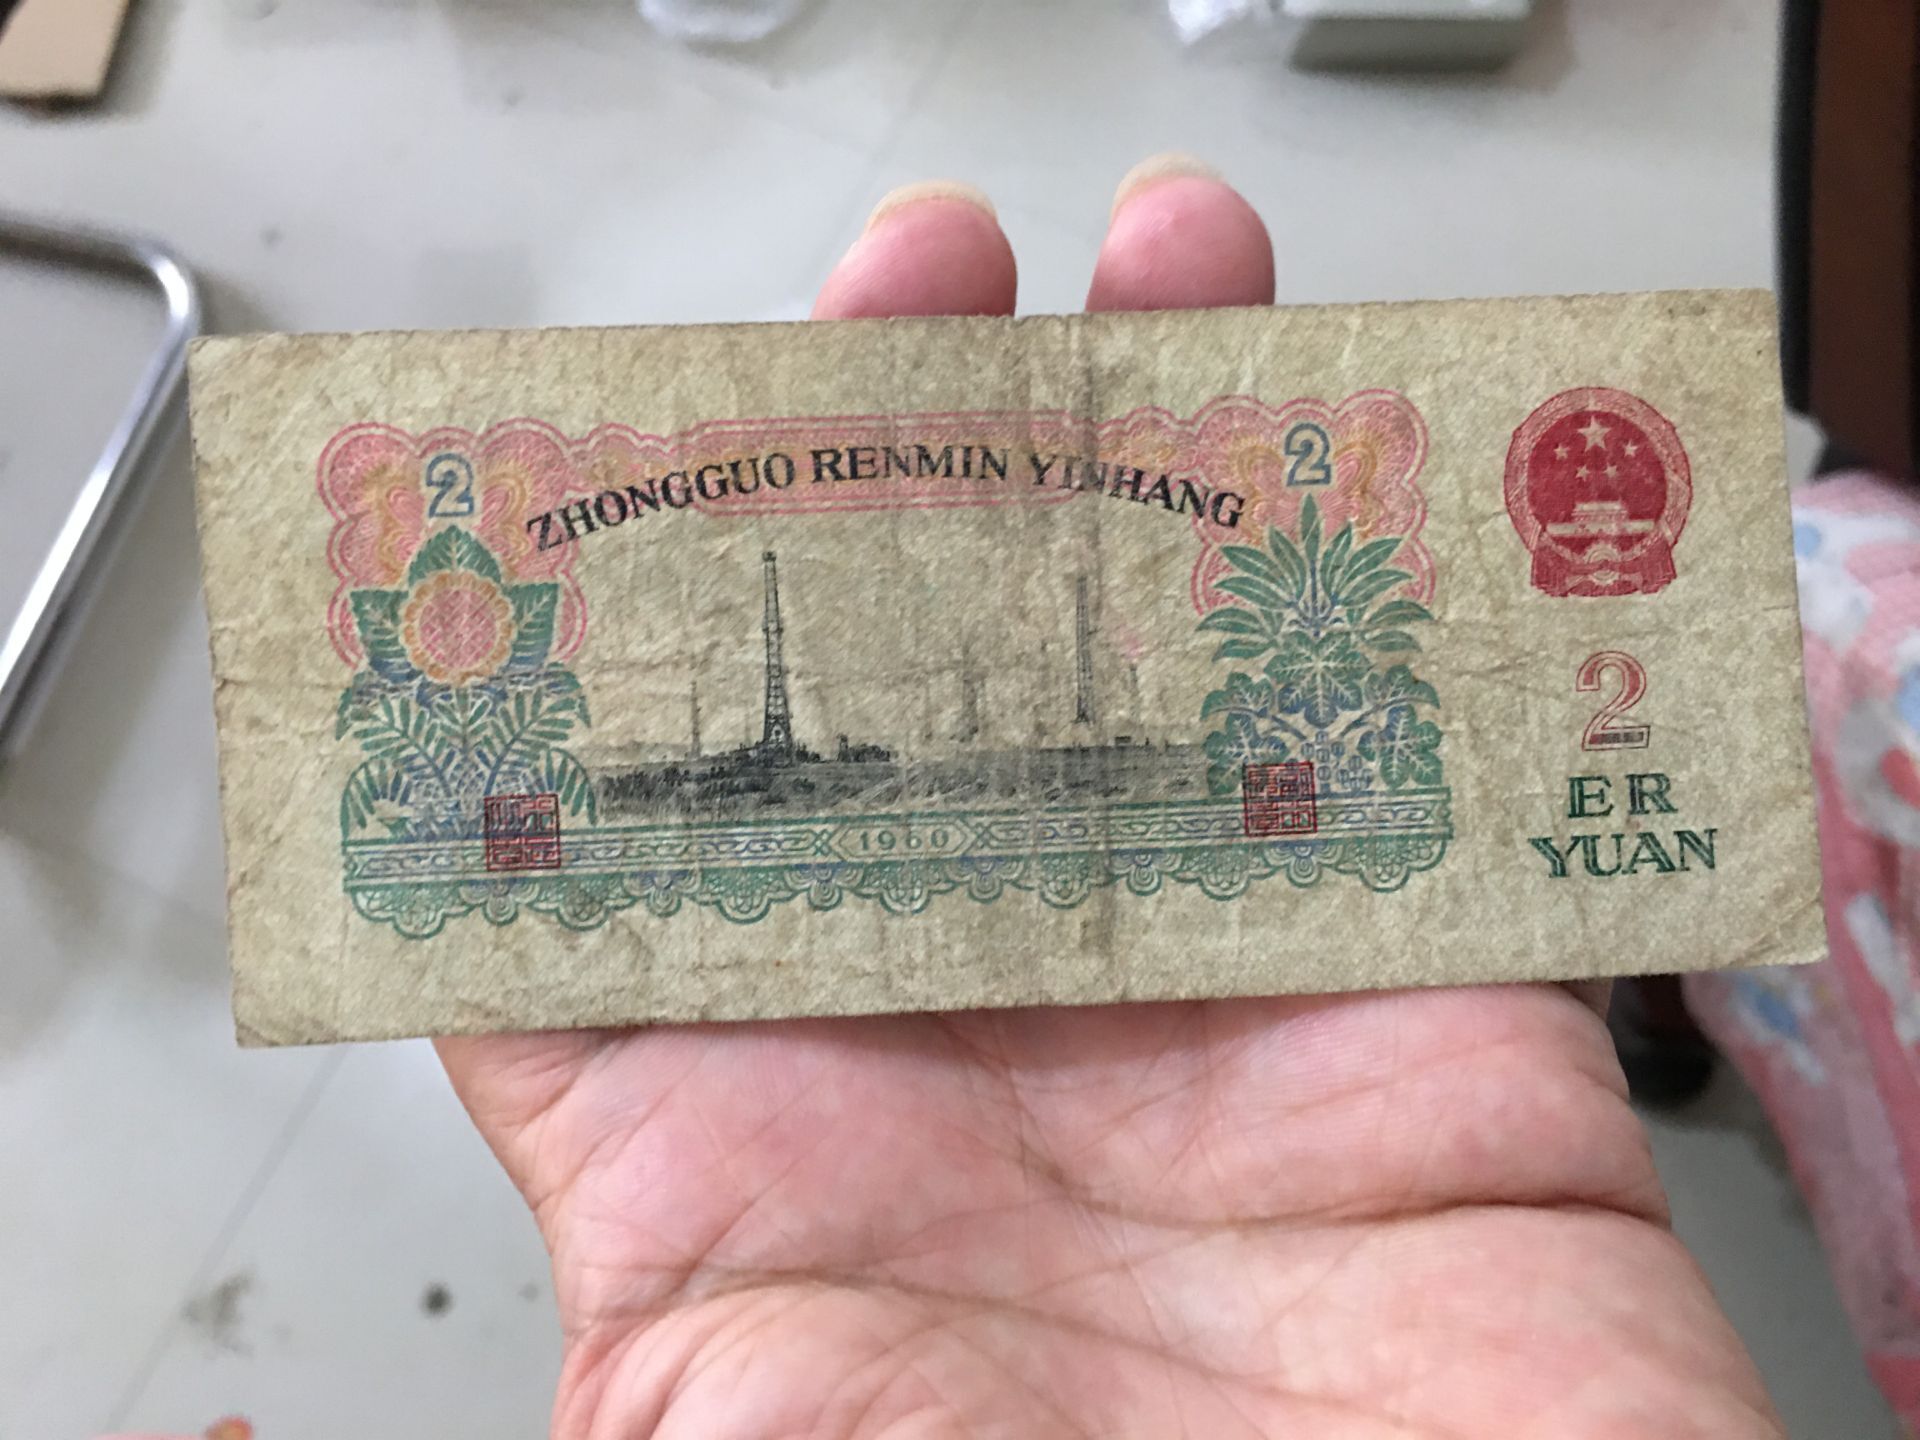 2
2
ZHONGGUO RENMIN YINHANG
2
ER
YUAN
1960